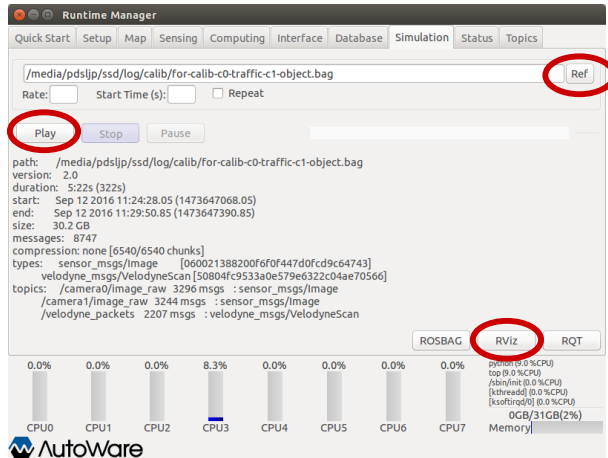 Runtime Manager
Quick Start Setup Map Sensing Computing Interface Database Simulation Status Topics
/media/pdsljp/ssd/log/calib/for-calib-c0-traffic-c1-object.bag Ref
Rate: Start Time (s): Repeat
Play Stop Pause
path: /media/pdsljp/ssd/log/calib/for-calib-c0-traffic-c1-object.bag
version: 2.0
duration: 5:22s (322s)
start: Sep 12 2016 11:24:28.05 (1473647068.05)
end: Sep 12 2016 11:29:50.85 (1473647390.85)
size: 30.2 GB
messages: 8747
compression: none [6540/6540 chunks]
types: sensor_msgs/Image [060021388200f6f0f447d0fcd9c64743]
velodyne_msgs/VelodyneScan [50804fc9533a0e579e6322c04ae70566]
topics: /camera0/image_raw 3296 msgs : sensor_msgs/Image
/camera1/image_raw 3244 msgs : sensor_msgs/Image
/velodyne_packets 2207 msgs : velodyne_msgs/VelodyneScan
ROSBAG RViz RQT
0.0% 0.0% 0.0% 8.3% 0.0% 0.0% 0.0% 0.0%
python (9.0 %CPU)
top (9.0 %CPU)
/sbin/init (0.0 %CPU)
[kthreadd] (0.0 %CPU)
[ksoftirqd/0] (0.0 %CPU)
0GB/31GB(2%)
CPU0 CPU1 CPU2 CPU3 CPU4 CPU5 CPU6 CPU7 Memory
AutoWare